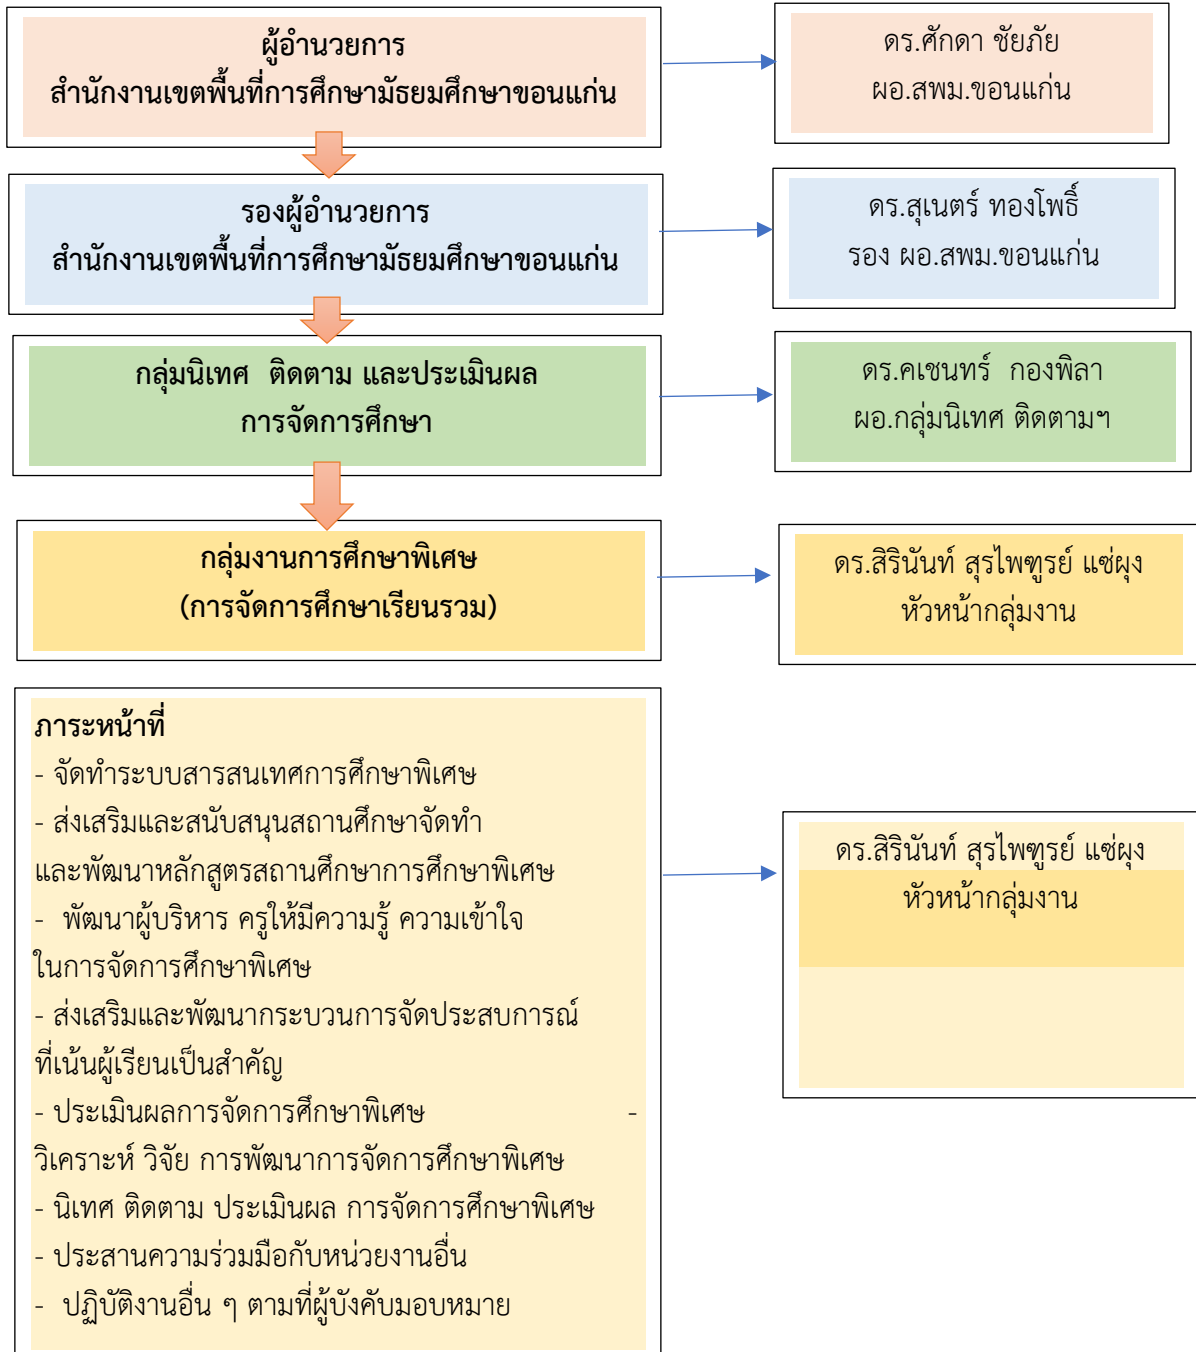 ผู้อำนวยการ
สำนักงานเขตพื้นที่การศึกษามัธยมศึกษาขอนแก่น
ดร.ศักดา ชัยภัย
ผอ.สพม.ขอนแก่น
รองผู้อำนวยการ
สำนักงานเขตพื้นที่การศึกษามัธยมศึกษาขอนแก่น
ดร.สุเนตร์ ทองโพธิ์
รอง ผอ.สพม.ขอนแก่น
กลุ่มนิเทศ  ติดตาม และประเมินผล
การจัดการศึกษา
ดร.คเชนทร์  กองพิลา
ผอ.กลุ่มนิเทศ ติดตามฯ
กลุ่มงานการศึกษาพิเศษ
(การจัดการศึกษาเรียนรวม)
ดร.สิรินันท์ สุรไพฑูรย์ แซ่ผุง
หัวหน้ากลุ่มงาน
ภาระหน้าที่
- จัดทำระบบสารสนเทศการศึกษาพิเศษ
- ส่งเสริมและสนับสนุนสถานศึกษาจัดทำ
และพัฒนาหลักสูตรสถานศึกษาการศึกษาพิเศษ
-  พัฒนาผู้บริหาร ครูให้มีความรู้ ความเข้าใจ
ในการจัดการศึกษาพิเศษ
- ส่งเสริมและพัฒนากระบวนการจัดประสบการณ์
ที่เน้นผู้เรียนเป็นสำคัญ
- ประเมินผลการจัดการศึกษาพิเศษ -
วิเคราะห์ วิจัย การพัฒนาการจัดการศึกษาพิเศษ
- นิเทศ ติดตาม ประเมินผล การจัดการศึกษาพิเศษ
- ประสานความร่วมมือกับหน่วยงานอื่น
-  ปฏิบัติงานอื่น ๆ ตามที่ผู้บังคับมอบหมาย
ดร.สิรินันท์ สุรไพฑูรย์ แซ่ผุง
หัวหน้ากลุ่มงาน